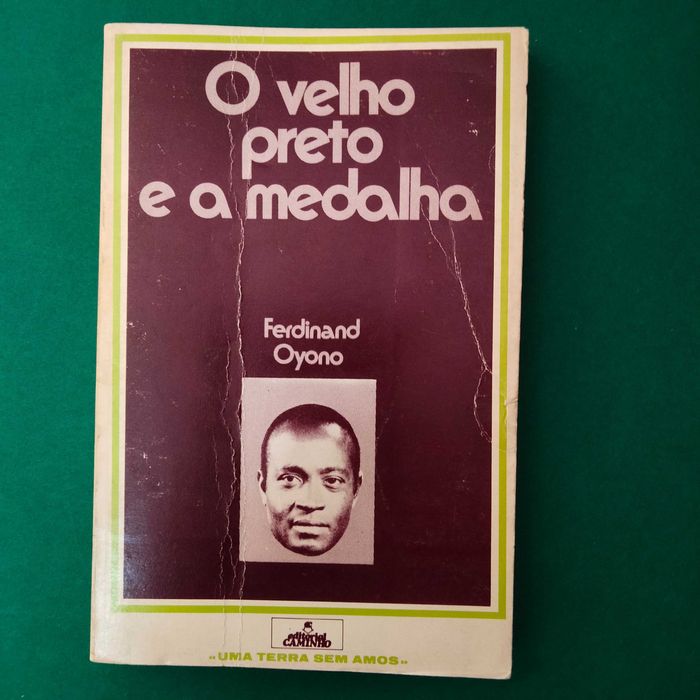 O velho
preto
e a medalha
Ferdinand
Oyono
editorial
CAMINHO
«UMA TERRA SEM AMOS»